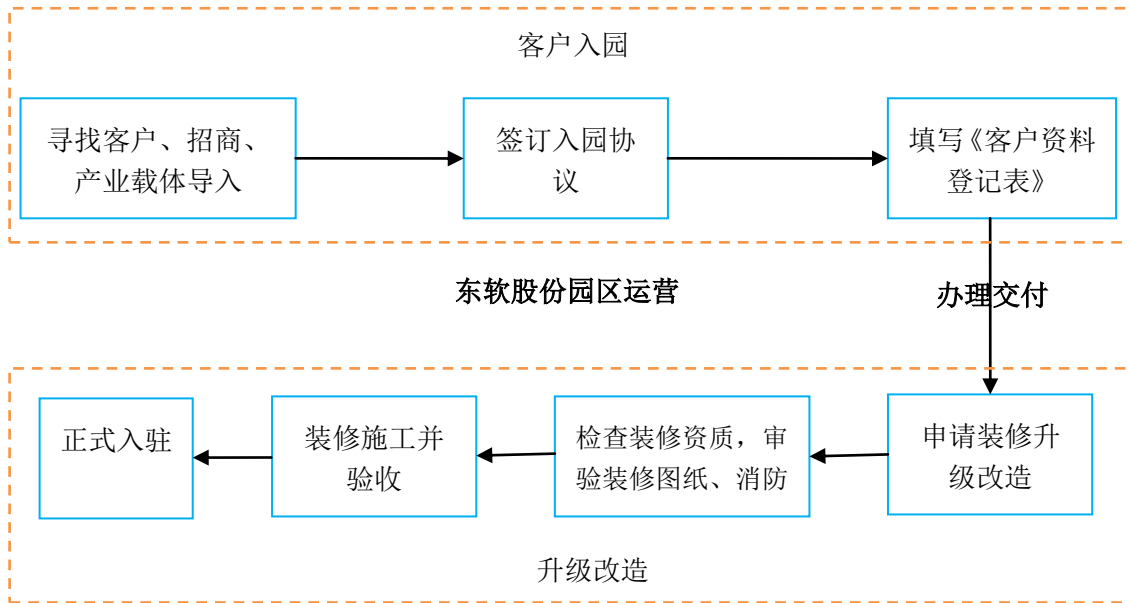 客户入园
寻找客户、招商、
产业载体导入
签订入园协
议
填写《客户资料
登记表》
东软股份园区运营
办理交付
申请装修升
级改造
检查装修资质，审
验装修图纸、消防
装修施工并
验收
正式入驻
升级改造